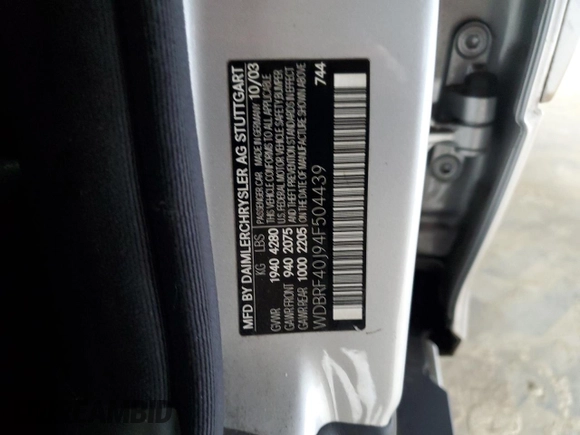 MFD BY DAIMLERCHRYSLER AG STUTTGART
PASSENGER CAR MADE IN GERMANY 10/03
THIS VEHICLE CONFORMS TO ALL APPLICABLE
U.S. FEDERAL MOTOR VEHICLE SAFETY BUMPER
AND THEFT PREVENTION STANDARDS IN EFFECT
ON THE DATE OF MANUFACTURE SHOWN ABOVE
KG LBS
GVWR 1940 4280
GAWR FRONT 940 2075
GAWR REAR 1000 2205
744
WDBRF40J94F504439